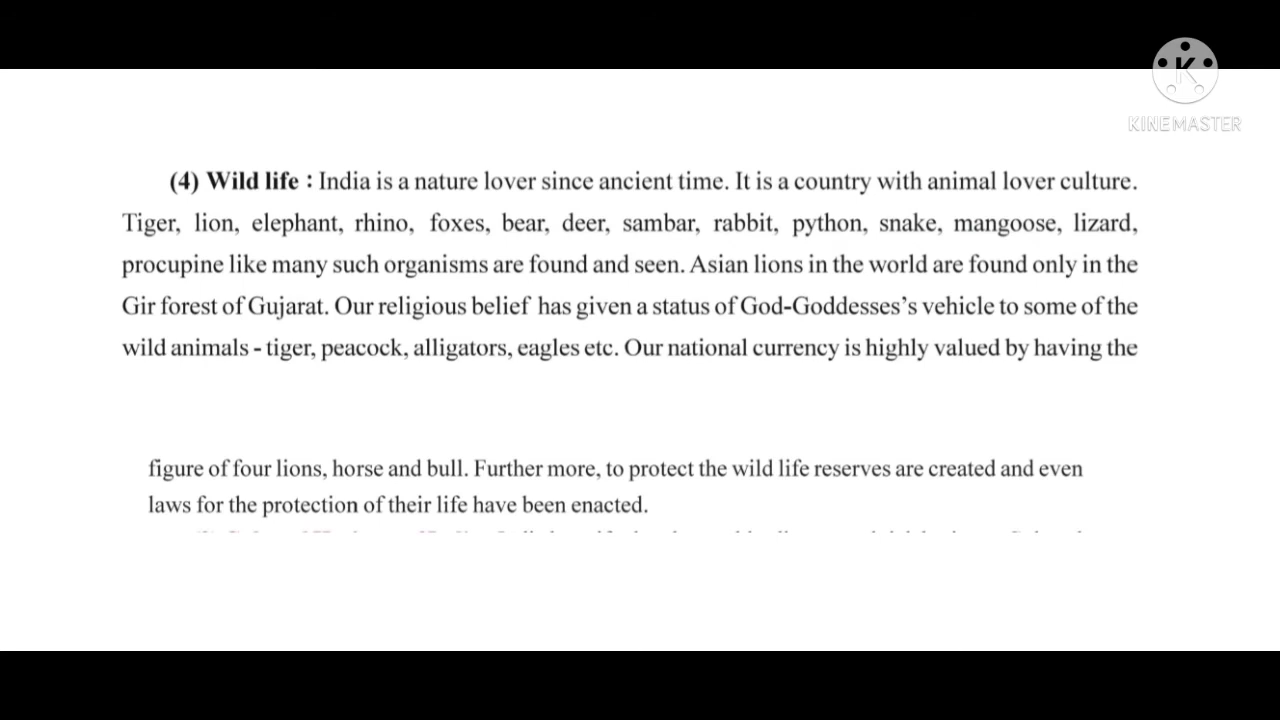 KINEMASTER
(4) Wild life : India is a nature lover since ancient time. It is a country with animal lover culture.
Tiger, lion, elephant, rhino, foxes, bear, deer, sambar, rabbit, python, snake, mangoose, lizard,
procupine like many such organisms are found and seen. Asian lions in the world are found only in the
Gir forest of Gujarat. Our religious belief has given a status of God-Goddesses's vehicle to some of the
wild animals - tiger, peacock, alligators, eagles etc. Our national currency is highly valued by having the
figure of four lions, horse and bull. Further more, to protect the wild life reserves are created and even
laws for the protection of their life have been enacted.